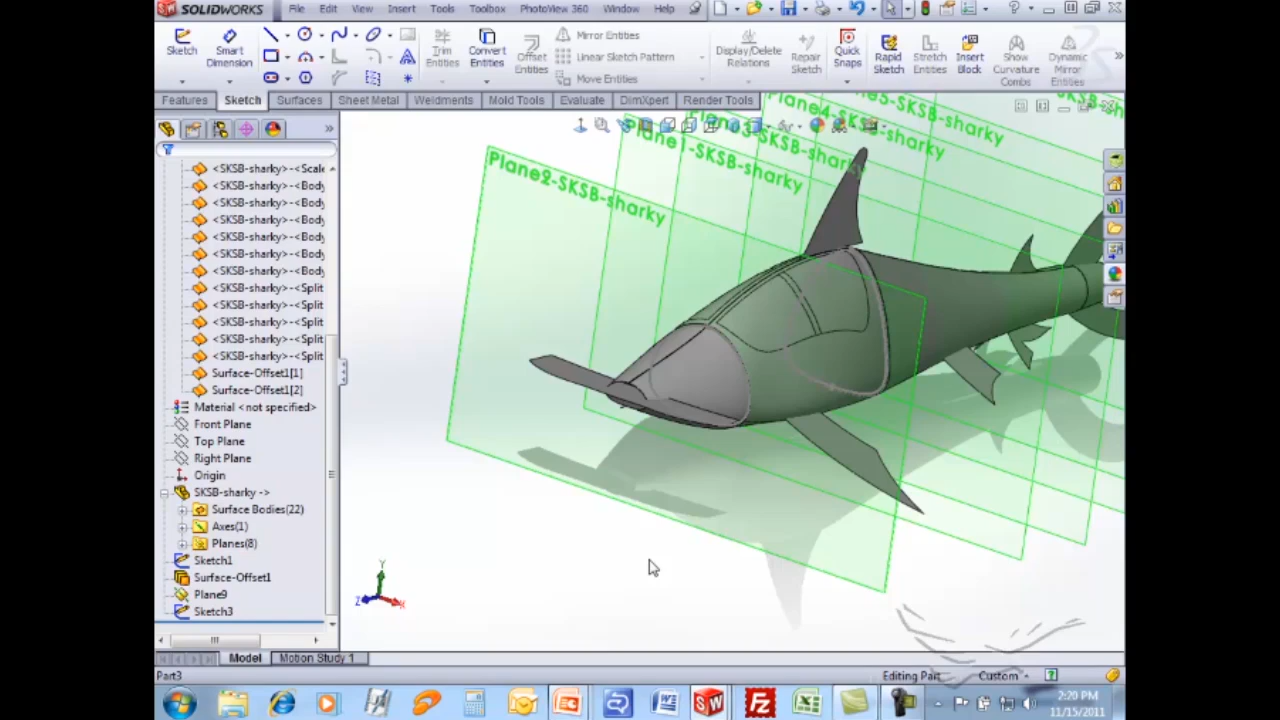 SOLIDWORKS
File Edit View Insert Tools Toolbox PhotoView 360 Window Help
Sketch
Smart Dimension
Trim Entities
Convert Entities
Offset Entities
Mirror Entities
Linear Sketch Pattern
Move Entities
Display/Delete Relations
Repair Sketch
Quick Snaps
Rapid Sketch
Stretch Entities
Insert Block
Show Curvature Combs
Dynamic Mirror Entities
Features Sketch Surfaces Sheet Metal Weldments Mold Tools Evaluate DimXpert Render Tools
<SKSB-sharky>-<Scale
<SKSB-sharky>-<Body
<SKSB-sharky>-<Body
<SKSB-sharky>-<Body
<SKSB-sharky>-<Body
<SKSB-sharky>-<Body
<SKSB-sharky>-<Body
<SKSB-sharky>-<Split
<SKSB-sharky>-<Split
<SKSB-sharky>-<Split
<SKSB-sharky>-<Split
<SKSB-sharky>-<Split
Surface-Offset1[1]
Surface-Offset1[2]
Material <not specified>
Front Plane
Top Plane
Right Plane
Origin
SKSB-sharky ->
Surface Bodies(22)
Axes(1)
Planes(8)
Sketch1
Surface-Offset1
Plane9
Sketch3
Plane2-SKSB-sharky
Plane1-SKSB-sharky
Plane3-SKSB-sharky
Plane4-SKSB-sharky
Plane5-SKSB-sharky
Y
Z
X
Model Motion Study 1
Part3
Editing Part
Custom
2:20 PM
11/15/2011